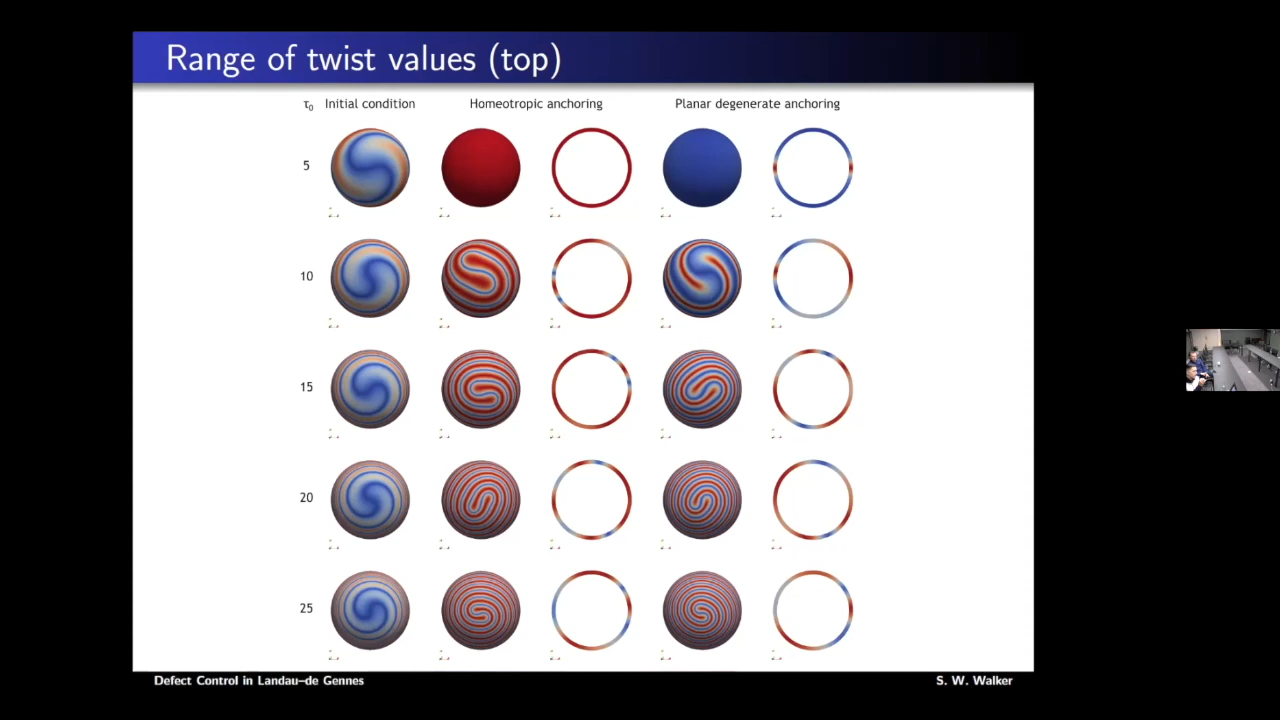 Range of twist values (top)
τ₀ Initial condition Homeotropic anchoring Planar degenerate anchoring
5
10
15
20
25
Defect Control in Landau–de Gennes S. W. Walker